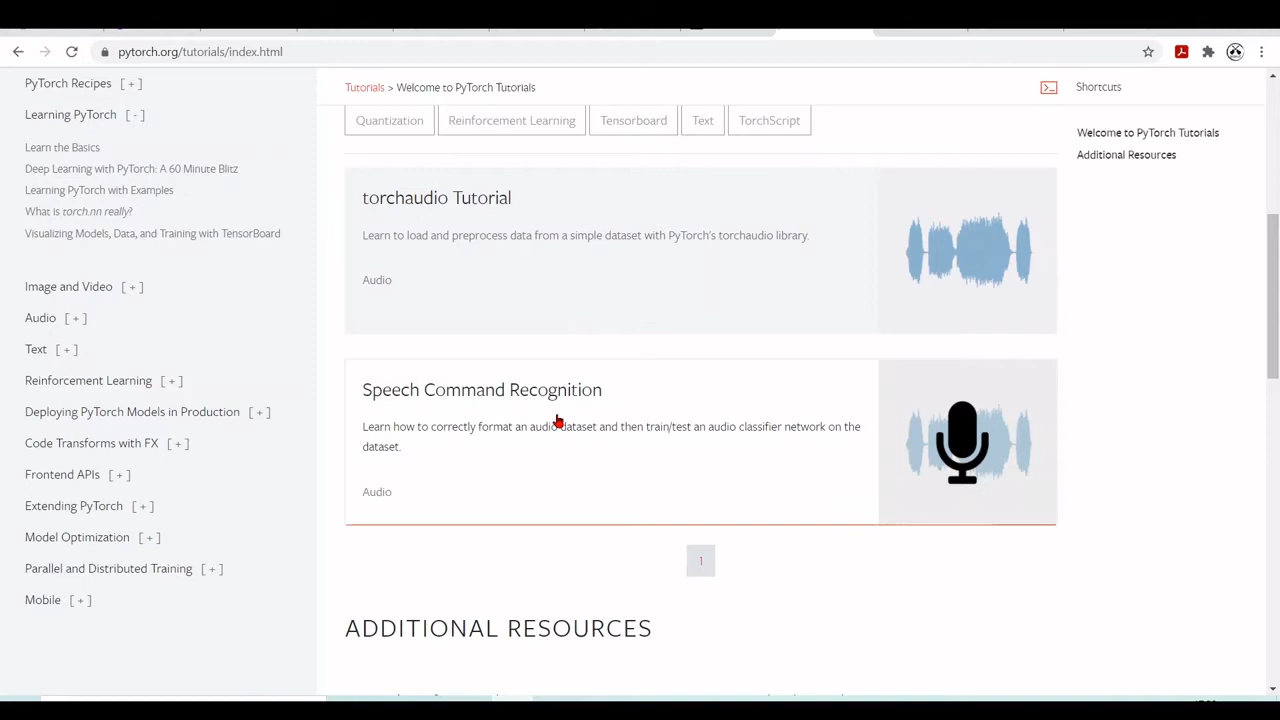 pytorch.org/tutorials/index.html
PyTorch Recipes [ + ]
Learning PyTorch [ - ]
Learn the Basics
Deep Learning with PyTorch: A 60 Minute Blitz
Learning PyTorch with Examples
What is torch.nn really?
Visualizing Models, Data, and Training with TensorBoard
Image and Video [ + ]
Audio [ + ]
Text [ + ]
Reinforcement Learning [ + ]
Deploying PyTorch Models in Production [ + ]
Code Transforms with FX [ + ]
Frontend APIs [ + ]
Extending PyTorch [ + ]
Model Optimization [ + ]
Parallel and Distributed Training [ + ]
Mobile [ + ]
Tutorials > Welcome to PyTorch Tutorials
Quantization Reinforcement Learning Tensorboard Text TorchScript
torchaudio Tutorial
Learn to load and preprocess data from a simple dataset with PyTorch's torchaudio library.
Audio
Speech Command Recognition
Learn how to correctly format an audio dataset and then train/test an audio classifier network on the
dataset.
Audio
1
ADDITIONAL RESOURCES
Shortcuts
Welcome to PyTorch Tutorials
Additional Resources